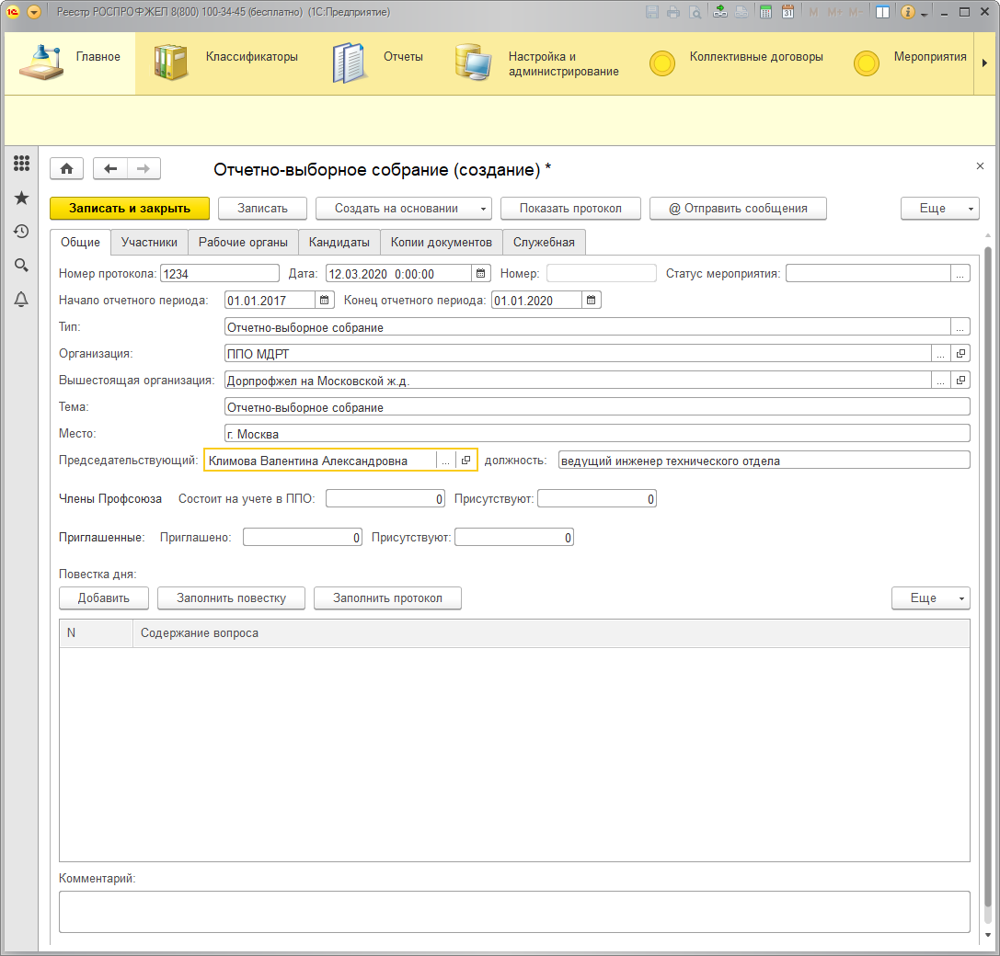 Реестр РОСПРОФЖЕЛ 8(800) 100-34-45 (бесплатно) (1С:Предприятие)
31 M M+ M-
Главное
Классификаторы
Отчеты
Настройка и
администрирование
Коллективные договоры
Мероприятия
Отчетно-выборное собрание (создание) *
Записать и закрыть Записать Создать на основании Показать протокол @ Отправить сообщения Еще
Общие Участники Рабочие органы Кандидаты Копии документов Служебная
Номер протокола: 1234 Дата: 12.03.2020 0:00:00 Номер: Статус мероприятия: ...
Начало отчетного периода: 01.01.2017 Конец отчетного периода: 01.01.2020
Тип: Отчетно-выборное собрание ...
Организация: ППО МДРТ ...
Вышестоящая организация: Дорпрофжел на Московской ж.д. ...
Тема: Отчетно-выборное собрание
Место: г. Москва
Председательствующий: Климова Валентина Александровна ... должность: ведущий инженер технического отдела
Члены Профсоюза Состоит на учете в ППО: 0 Присутствуют: 0
Приглашенные: Приглашено: 0 Присутствуют: 0
Повестка дня:
Добавить Заполнить повестку Заполнить протокол Еще
N Содержание вопроса
Комментарий: